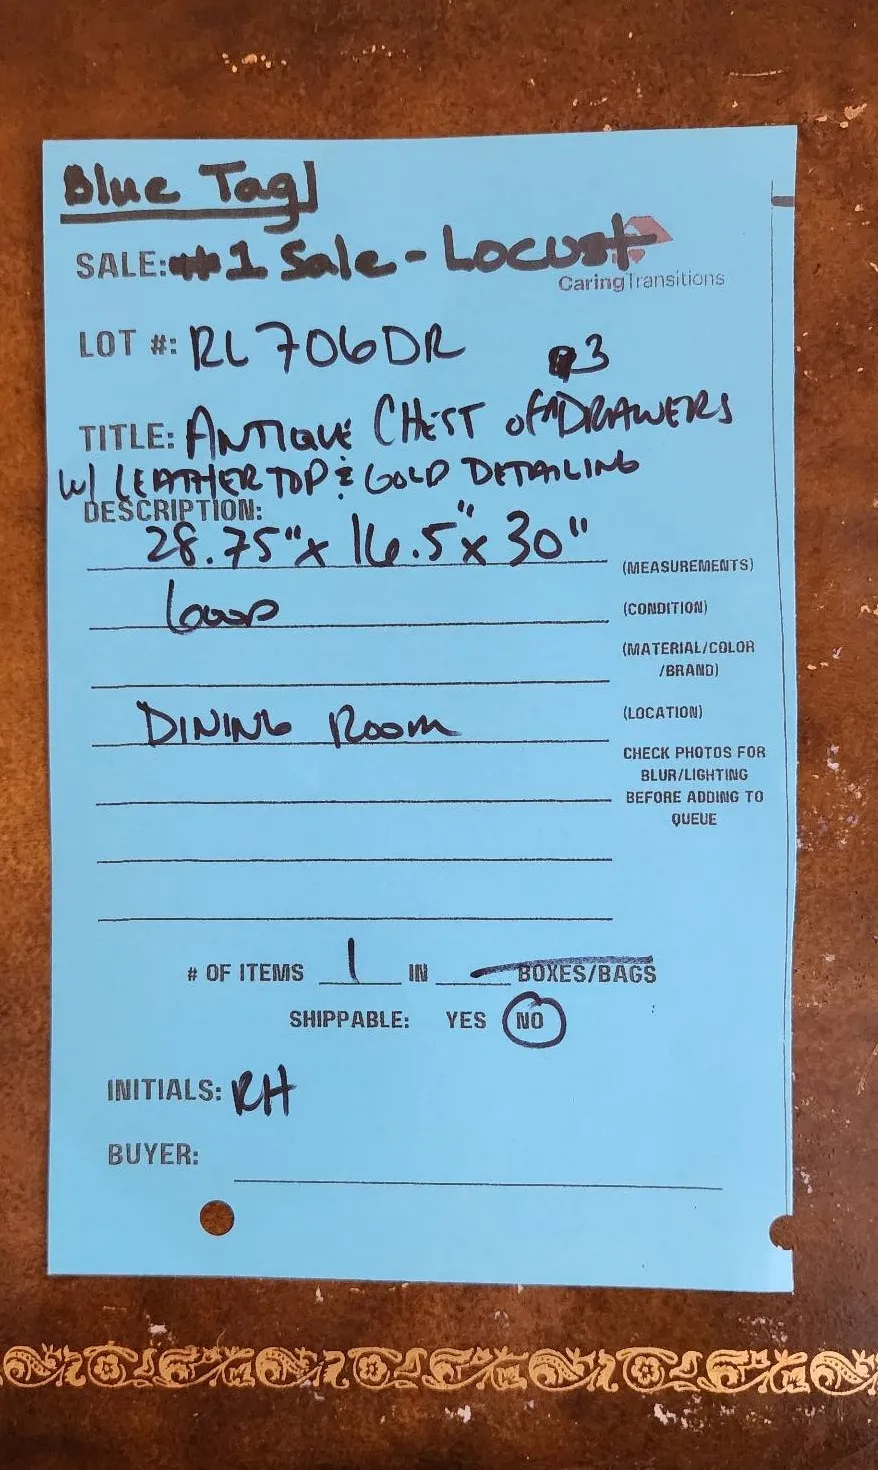 Blue Tag
SALE: #1 Sale - Locust
CaringTransitions
LOT #: RL706DR
3
TITLE: ANTIQUE CHEST of DRAWERS
W/ LEATHER TOP & GOLD DETAILING
DESCRIPTION:
28.75" x 16.5" x 30" (MEASUREMENTS)
GOOD (CONDITION)
(MATERIAL/COLOR
/BRAND)
DINING ROOM (LOCATION)
CHECK PHOTOS FOR
BLUR/LIGHTING
BEFORE ADDING TO
QUEUE
# OF ITEMS 1 IN BOXES/BAGS
SHIPPABLE: YES NO
INITIALS: RH
BUYER: